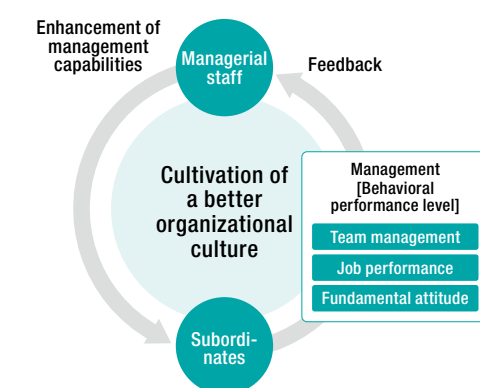 Enhancement of
management
capabilities
Managerial
staff
Feedback
Cultivation of
a better
organizational
culture
Management
[Behavioral
performance level]
Team management
Job performance
Fundamental attitude
Subordi-
nates